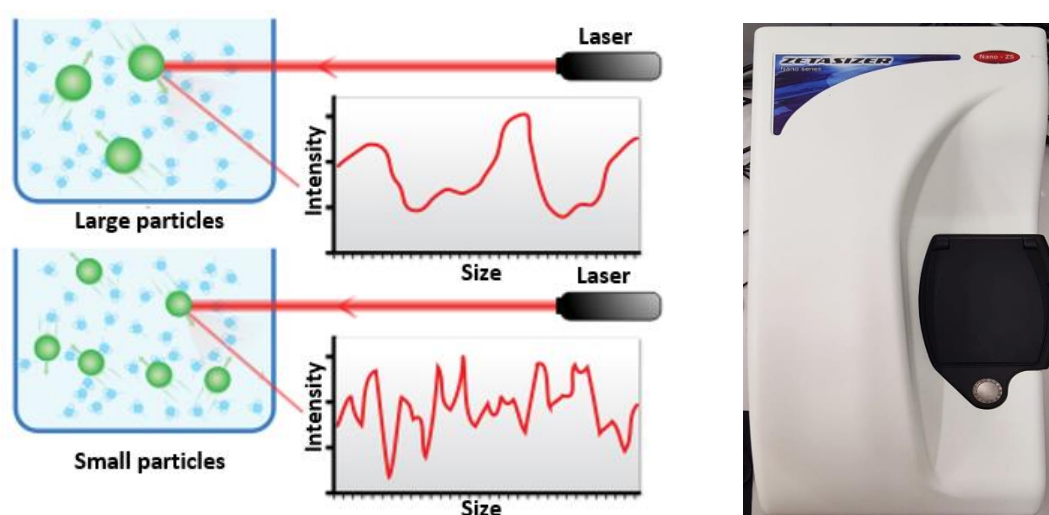 Laser
Intensity
Size
Large particles
Laser
Intensity
Size
Small particles
ZETASIZER
Nano series
Nano - ZS